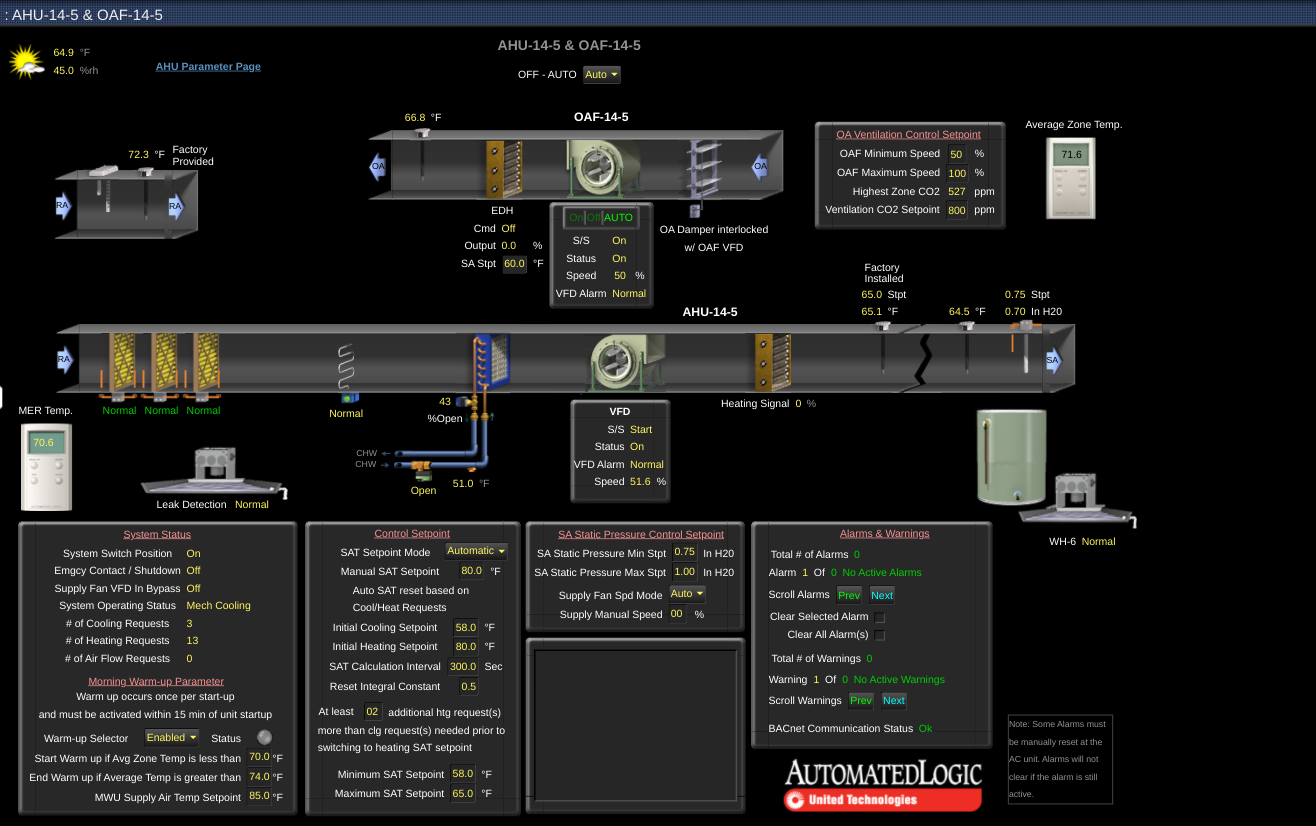 : AHU-14-5 & OAF-14-5
AHU-14-5 & OAF-14-5
64.9 °F
45.0 %rh
AHU Parameter Page
OFF - AUTO Auto
66.8 °F
OAF-14-5
72.3 °F Factory Provided
RA
RA
OA
OA
EDH
Cmd Off
Output 0.0 %
SA Stpt 60.0 °F
On Off AUTO
S/S On
Status On
Speed 50 %
VFD Alarm Normal
OA Damper interlocked
w/ OAF VFD
OA Ventilation Control Setpoint
OAF Minimum Speed 50 %
OAF Maximum Speed 100 %
Highest Zone CO2 527 ppm
Ventilation CO2 Setpoint 800 ppm
Average Zone Temp.
71.6
Factory
Installed
65.0 Stpt
65.1 °F
64.5 °F
0.75 Stpt
0.70 In H20
AHU-14-5
RA
SA
Normal Normal Normal
Normal
43
%Open
Heating Signal 0 %
MER Temp.
70.6
CHW
CHW
Open
51.0 °F
Leak Detection Normal
VFD
S/S Start
Status On
VFD Alarm Normal
Speed 51.6 %
WH-6 Normal
System Status
System Switch Position On
Emgcy Contact / Shutdown Off
Supply Fan VFD In Bypass Off
System Operating Status Mech Cooling
# of Cooling Requests 3
# of Heating Requests 13
# of Air Flow Requests 0
Morning Warm-up Parameter
Warm up occurs once per start-up
and must be activated within 15 min of unit startup
Warm-up Selector Enabled Status
Start Warm up if Avg Zone Temp is less than 70.0 °F
End Warm up if Average Temp is greater than 74.0 °F
MWU Supply Air Temp Setpoint 85.0 °F
Control Setpoint
SAT Setpoint Mode Automatic
Manual SAT Setpoint 80.0 °F
Auto SAT reset based on
Cool/Heat Requests
Initial Cooling Setpoint 58.0 °F
Initial Heating Setpoint 80.0 °F
SAT Calculation Interval 300.0 Sec
Reset Integral Constant 0.5
At least 02 additional htg request(s)
more than clg request(s) needed prior to
switching to heating SAT setpoint
Minimum SAT Setpoint 58.0 °F
Maximum SAT Setpoint 65.0 °F
SA Static Pressure Control Setpoint
SA Static Pressure Min Stpt 0.75 In H20
SA Static Pressure Max Stpt 1.00 In H20
Supply Fan Spd Mode Auto
Supply Manual Speed 00 %
Alarms & Warnings
Total # of Alarms 0
Alarm 1 Of 0 No Active Alarms
Scroll Alarms Prev Next
Clear Selected Alarm
Clear All Alarm(s)
Total # of Warnings 0
Warning 1 Of 0 No Active Warnings
Scroll Warnings Prev Next
BACnet Communication Status Ok
AUTOMATEDLOGIC
United Technologies
Note: Some Alarms must
be manually reset at the
AC unit. Alarms will not
clear if the alarm is still
active.